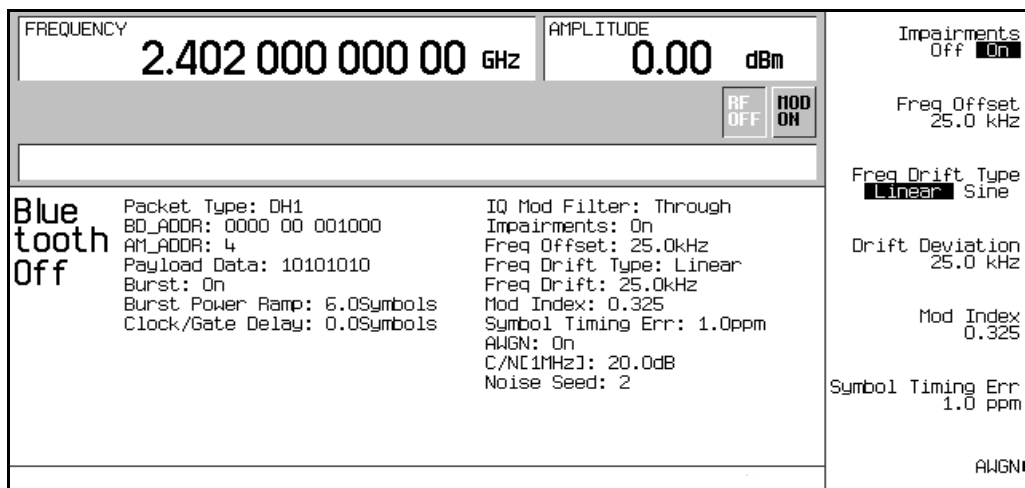 FREQUENCY
2.402 000 000 00 GHz
AMPLITUDE
0.00 dBm
RF OFF
MOD ON
Blue
tooth
Off
Packet Type: DH1
BD_ADDR: 0000 00 001000
AM_ADDR: 4
Payload Data: 10101010
Burst: On
Burst Power Ramp: 6.0Symbols
Clock/Gate Delay: 0.0Symbols
IQ Mod Filter: Through
Impairments: On
Freq Offset: 25.0kHz
Freq Drift Type: Linear
Freq Drift: 25.0kHz
Mod Index: 0.325
Symbol Timing Err: 1.0ppm
AWGN: On
C/N[1MHz]: 20.0dB
Noise Seed: 2
Impairments
Off On
Freq Offset
25.0 kHz
Freq Drift Type
Linear Sine
Drift Deviation
25.0 kHz
Mod Index
0.325
Symbol Timing Err
1.0 ppm
AWGN